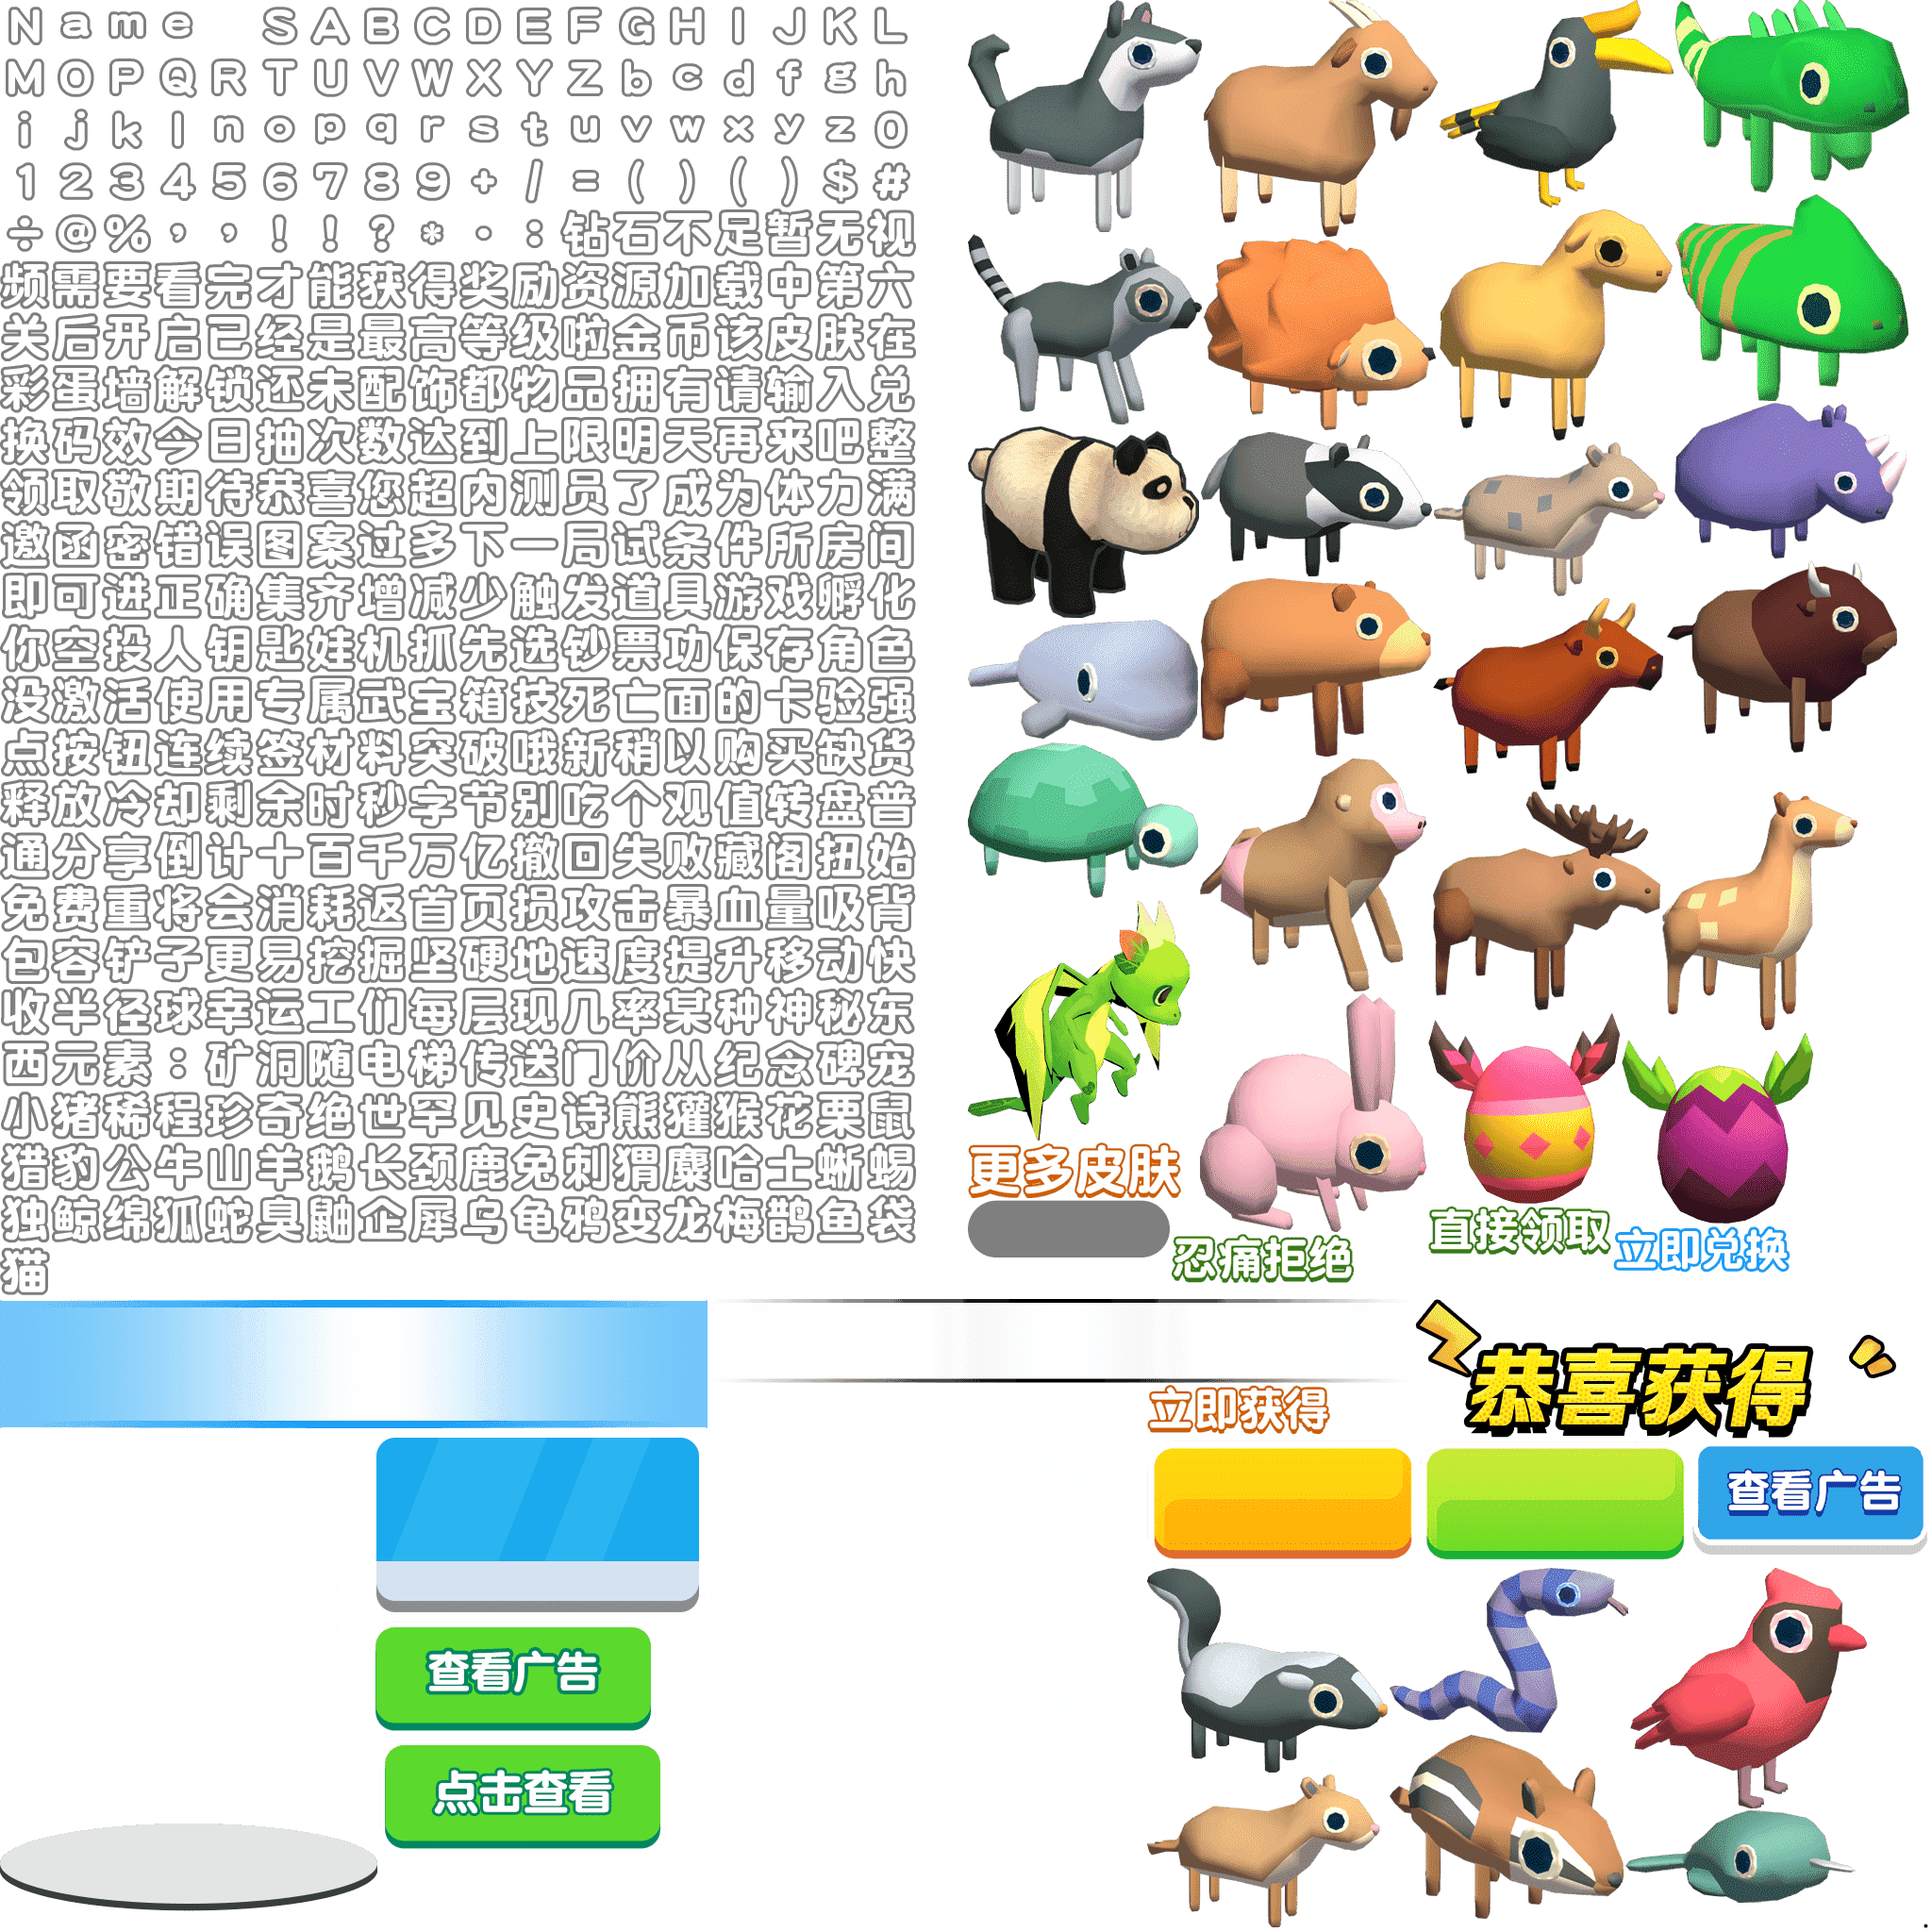 Name SABCDEFGHIJKL
MOPQRTUVWXYZbcdfgh
ijklnopqrstuvwxyz0
123456789+/=()()$#
÷@%，，！！？*·:钻石不足暂无视
频需要看完才能获得奖励资源加载中第六
关后开启已经是最高等级啦金币该皮肤在
彩蛋墙解锁还未配饰都物品拥有请输入兑
换码效今日抽次数达到上限明天再来吧整
领取敬期待恭喜您超内测员了成为体力满
邀函密错误图案过多下一局试条件所房间
即可进正确集齐增减少触发道具游戏孵化
你空投人钥匙娃机抓先选钞票功保存角色
没激活使用专属武宝箱技死亡面的卡验强
点按钮连续签材料突破哦新稍以购买缺货
释放冷却剩余时秒字节别吃个观值转盘普
通分享倒计十百千万亿撤回失败藏阁扭始
免费重将会消耗返首页损攻击暴血量吸背
包容铲子更易挖掘坚硬地速度提升移动快
收半径球幸运工们每层现几率某种神秘东
西元素：矿洞随电梯传送门价从纪念碑宠
小猪稀程珍奇绝世罕见史诗熊獾猴花栗鼠
猎豹公牛山羊鹅长颈鹿兔刺猬麋哈士蜥蜴
独鲸绵狐蛇臭鼬企犀乌龟鸦变龙梅鹊鱼袋
猫
更多皮肤
忍痛拒绝
直接领取
立即兑换
恭喜获得
立即获得
查看广告
查看广告
点击查看